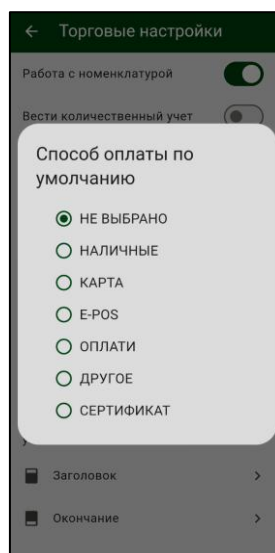 Торговые настройки
Работа с номенклатурой
Вести количественный учет
Способ оплаты по
умолчанию
НЕ ВЫБРАНО
НАЛИЧНЫЕ
КАРТА
E-POS
ОПЛАТИ
ДРУГОЕ
СЕРТИФИКАТ
Заголовок
Окончание